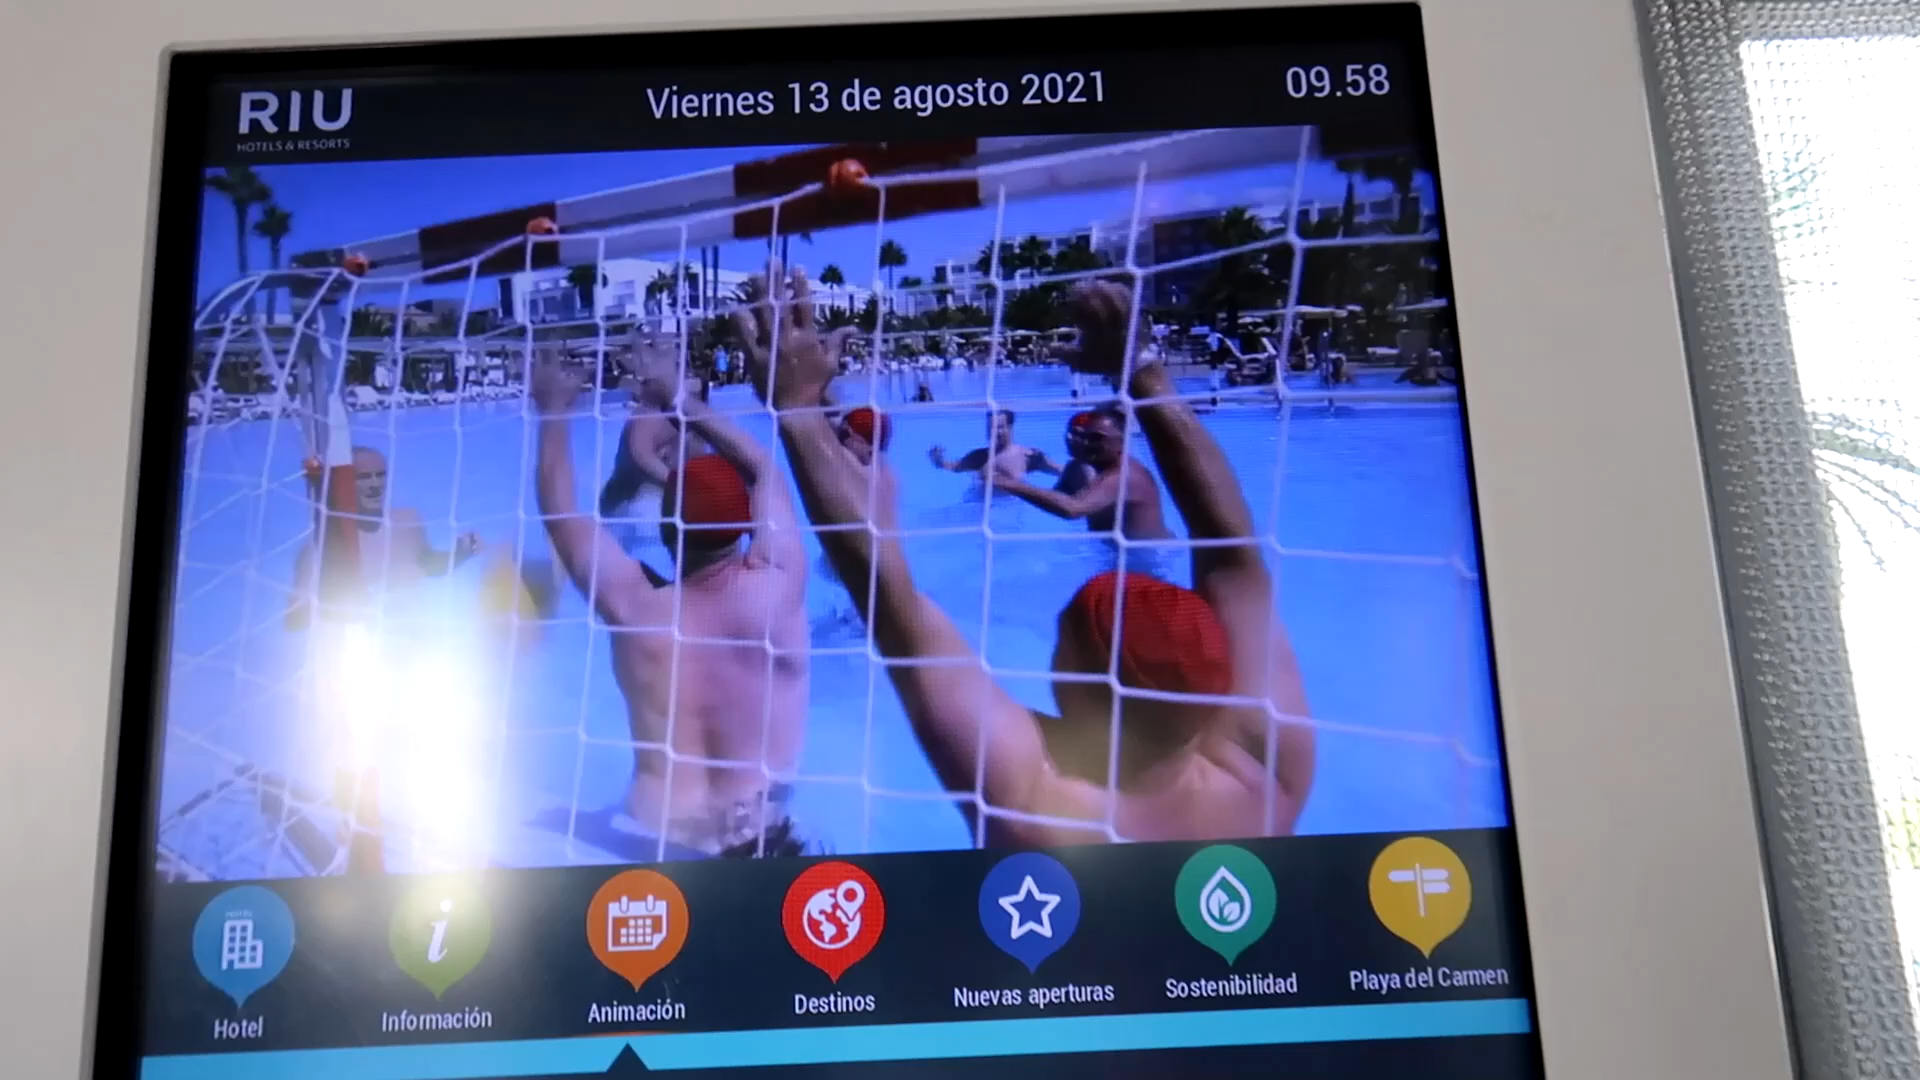 RIU
HOTELS & RESORTS
Viernes 13 de agosto 2021
09.58
HOTEL
Hotel
i
Información
Animación
Destinos
Nuevas aperturas
Sostenibilidad
Playa del Carmen